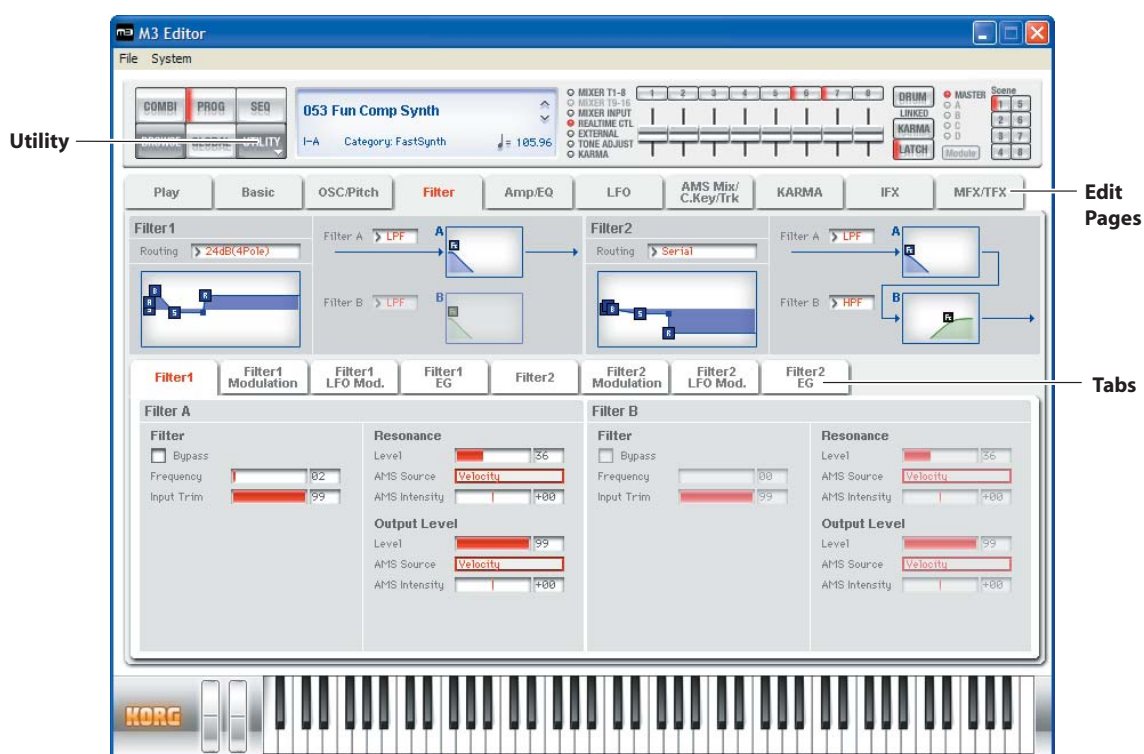 M3 Editor
File System
COMBI PROG SEQ
BROWSE GLOBAL UTILITY
053 Fun Comp Synth
I-A Category: FastSynth ♩= 105.96
MIXER T1-8
MIXER T9-16
MIXER INPUT
REALTIME CTL
EXTERNAL
TONE ADJUST
KARMA
1 2 3 4 5 6 7 8
DRUM
LINKED
KARMA
LATCH
MASTER
A
B
C
D
Module
Scene
1 5
2 6
3 7
4 8
Utility
Play Basic OSC/Pitch Filter Amp/EQ LFO AMS Mix/ C.Key/Trk KARMA IFX MFX/TFX
Edit
Pages
Filter1
Routing 24dB(4Pole)
Filter A LPF A
Fc
Filter B LPF B
Filter2
Routing Serial
Filter A LPF A
Fc
Filter B HPF B
Fc
Filter1 Filter1 Modulation Filter1 LFO Mod. Filter1 EG Filter2 Filter2 Modulation Filter2 LFO Mod. Filter2 EG
Tabs
Filter A
Filter
Bypass
Frequency 02
Input Trim 99
Resonance
Level 36
AMS Source Velocity
AMS Intensity +00
Output Level
Level 99
AMS Source Velocity
AMS Intensity +00
Filter B
Filter
Bypass
Frequency 00
Input Trim 99
Resonance
Level 36
AMS Source Velocity
AMS Intensity +00
Output Level
Level 99
AMS Source Velocity
AMS Intensity +00
KORG